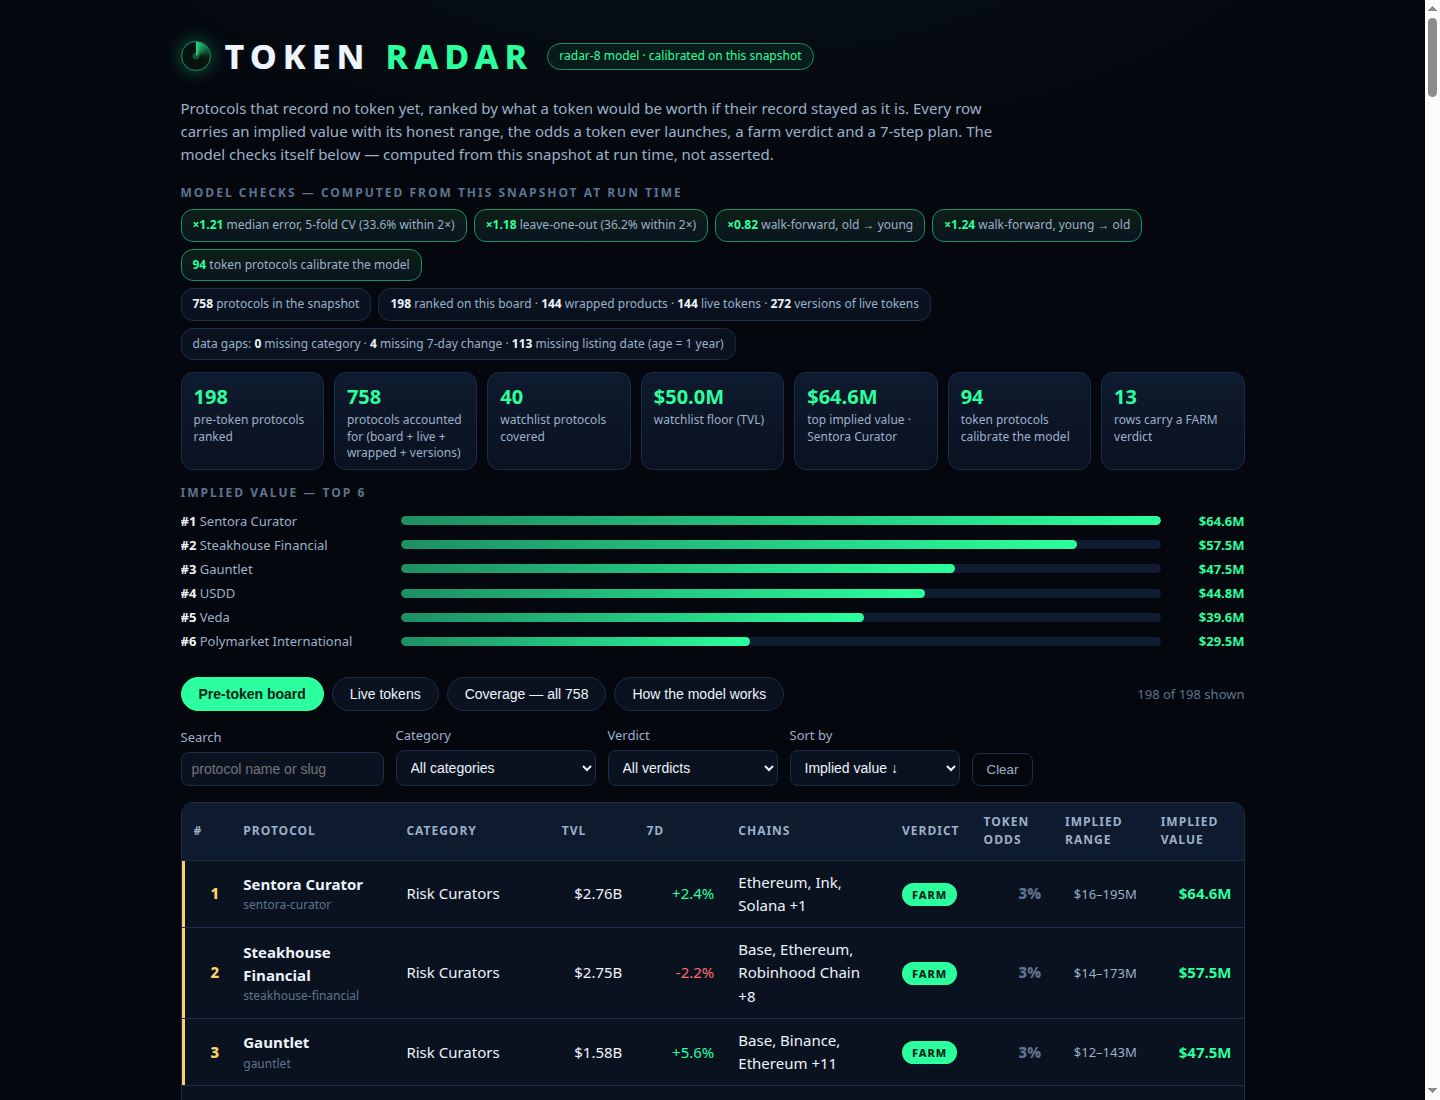 TOKEN RADAR
radar-8 model · calibrated on this snapshot
Protocols that record no token yet, ranked by what a token would be worth if their record stayed as it is. Every row
carries an implied value with its honest range, the odds a token ever launches, a farm verdict and a 7-step plan. The
model checks itself below — computed from this snapshot at run time, not asserted.
MODEL CHECKS — COMPUTED FROM THIS SNAPSHOT AT RUN TIME
×1.21 median error, 5-fold CV (33.6% within 2×)
×1.18 leave-one-out (36.2% within 2×)
×0.82 walk-forward, old → young
×1.24 walk-forward, young → old
94 token protocols calibrate the model
758 protocols in the snapshot
198 ranked on this board · 144 wrapped products · 144 live tokens · 272 versions of live tokens
data gaps: 0 missing category · 4 missing 7-day change · 113 missing listing date (age = 1 year)
198
pre-token protocols
ranked
758
protocols accounted
for (board + live +
wrapped + versions)
40
watchlist protocols
covered
$50.0M
watchlist floor (TVL)
$64.6M
top implied value ·
Sentora Curator
94
token protocols
calibrate the model
13
rows carry a FARM
verdict
IMPLIED VALUE — TOP 6
#1 Sentora Curator $64.6M
#2 Steakhouse Financial $57.5M
#3 Gauntlet $47.5M
#4 USDD $44.8M
#5 Veda $39.6M
#6 Polymarket International $29.5M
Pre-token board
Live tokens
Coverage — all 758
How the model works
198 of 198 shown
Search
protocol name or slug
Category
All categories
Verdict
All verdicts
Sort by
Implied value ↓
Clear
# PROTOCOL CATEGORY TVL 7D CHAINS VERDICT TOKEN ODDS IMPLIED RANGE IMPLIED VALUE
1 Sentora Curator Risk Curators $2.76B +2.4% Ethereum, Ink, FARM 3% $16–195M $64.6M
sentora-curator Solana +1
2 Steakhouse Financial Risk Curators $2.75B -2.2% Base, Ethereum, Robinhood Chain +8 FARM 3% $14–173M $57.5M
steakhouse-financial
3 Gauntlet Risk Curators $1.58B +5.6% Base, Binance, FARM 3% $12–143M $47.5M
gauntlet Ethereum +11